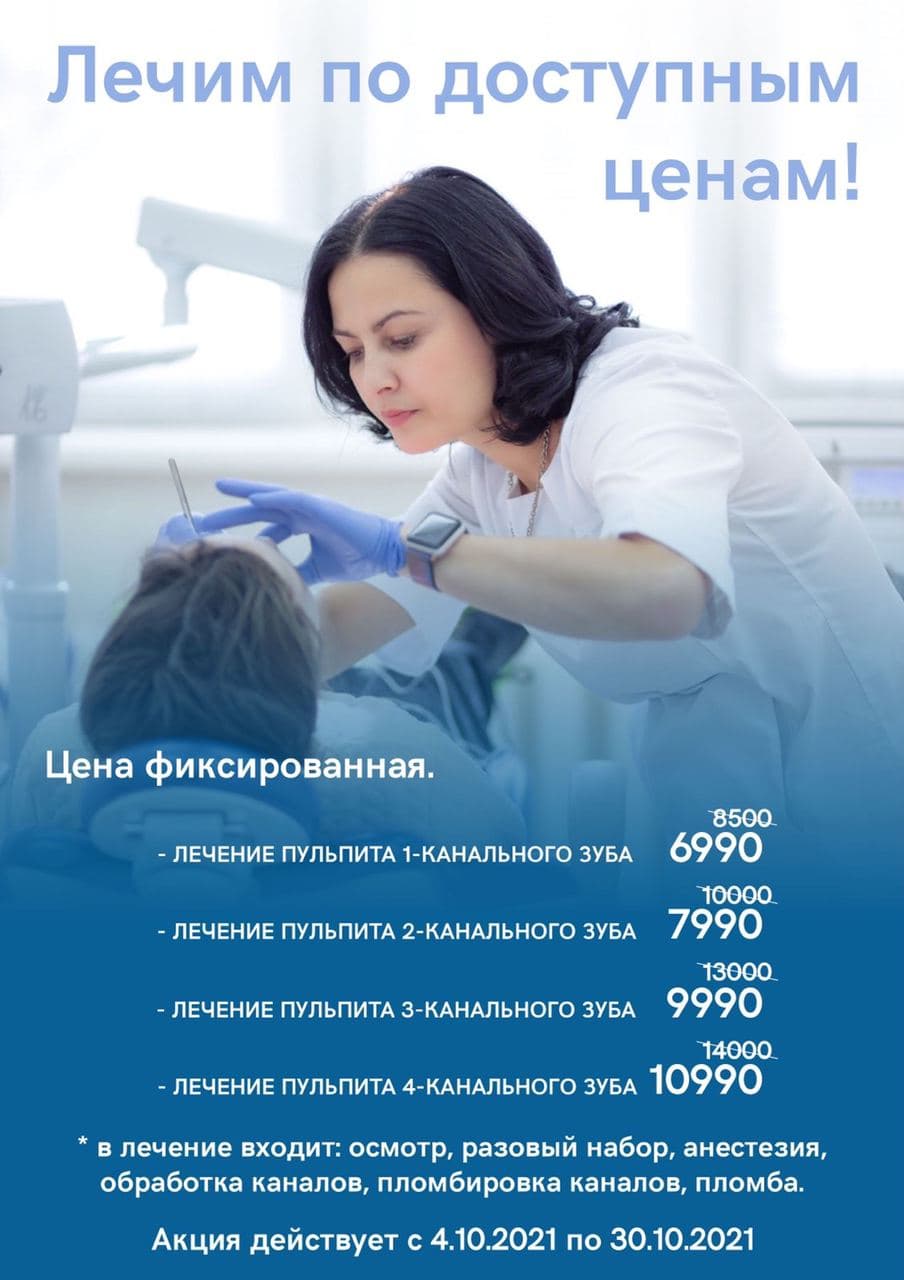 Лечим по доступным
ценам!
Цена фиксированная.
8500
- ЛЕЧЕНИЕ ПУЛЬПИТА 1-КАНАЛЬНОГО ЗУБА 6990
10000
- ЛЕЧЕНИЕ ПУЛЬПИТА 2-КАНАЛЬНОГО ЗУБА 7990
13000
- ЛЕЧЕНИЕ ПУЛЬПИТА 3-КАНАЛЬНОГО ЗУБА 9990
14000
- ЛЕЧЕНИЕ ПУЛЬПИТА 4-КАНАЛЬНОГО ЗУБА 10990
* в лечение входит: осмотр, разовый набор, анестезия,
обработка каналов, пломбировка каналов, пломба.
Акция действует с 4.10.2021 по 30.10.2021